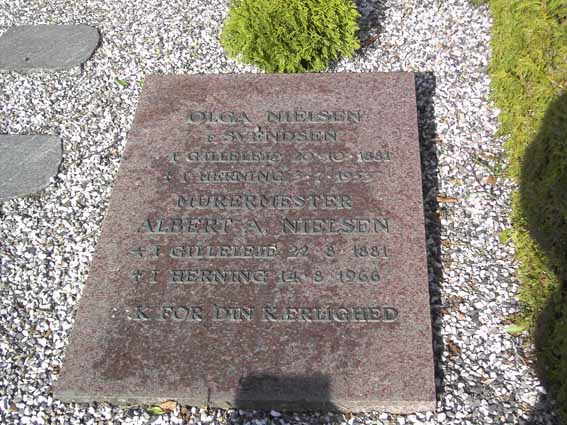 OLGA NIELSEN
F. SVENDSEN
* I GILLELEJE 20·10·1881
† I HERNING
MURERMESTER
ALBERT A. NIELSEN
* I GILLELEJE 22·8·1881
† I HERNING 14·8·1966
FOR DIN KÆRLIGHED